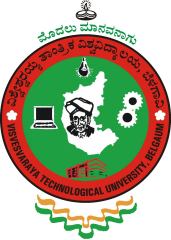 ಮೊದಲು ಮಾನವನಾಗು
ವಿಶ್ವೇಶ್ವರಯ್ಯ ತಾಂತ್ರಿಕ ವಿಶ್ವವಿದ್ಯಾಲಯ, ಬೆಳಗಾವಿ
VISVESVARAYA TECHNOLOGICAL UNIVERSITY, BELGAUM